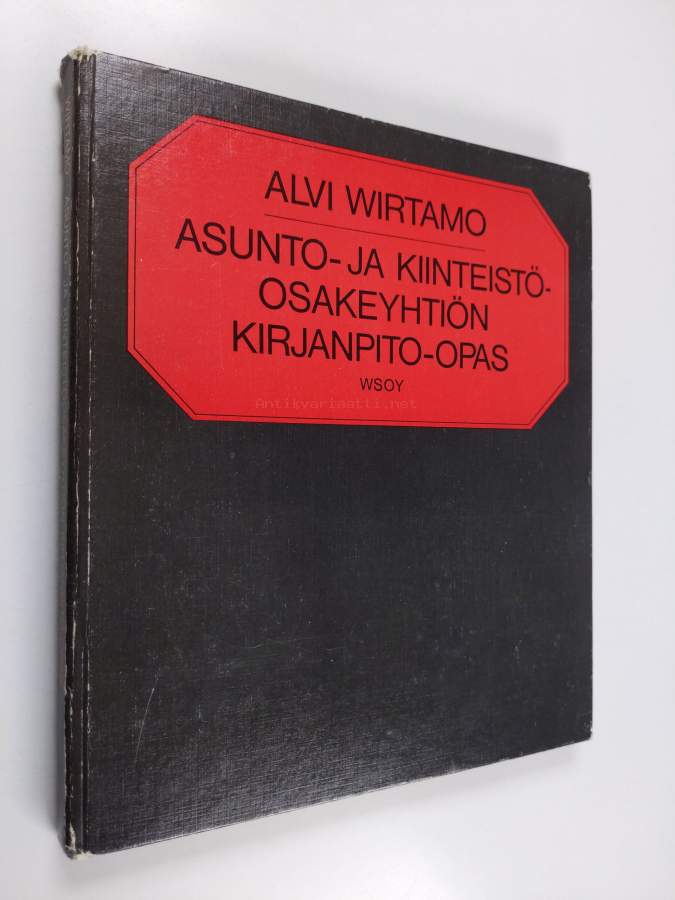 ALVI WIRTAMO
ASUNTO- JA KIINTEISTÖ-
OSAKEYHTIÖN
KIRJANPITO-OPAS
WSOY
Antikvariaatti.net